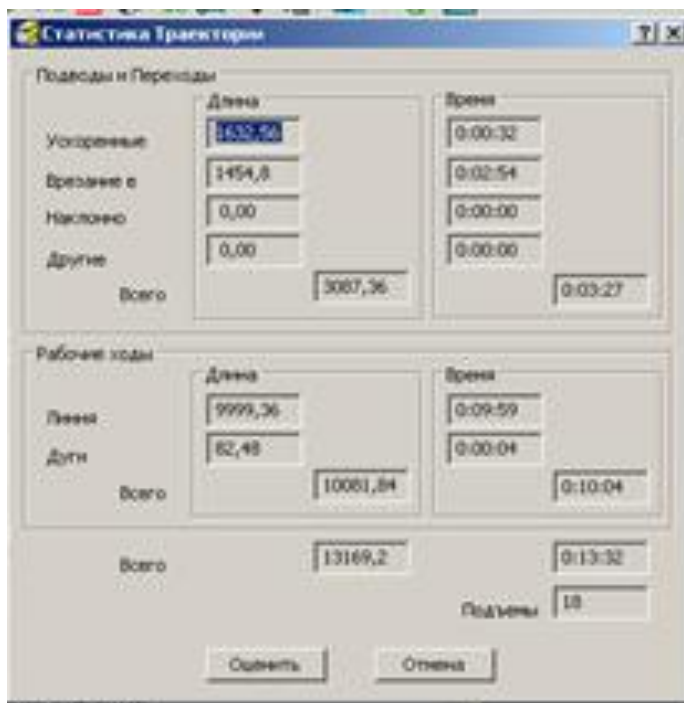 Статистика Траектории
Подводы и Переходы
Длина Время
Ускоренные 1632,56 0:00:32
Врезание в 1454,8 0:02:54
Наклонно 0,00 0:00:00
Другие 0,00 0:00:00
Всего 3087,36 0:03:27
Рабочие ходы
Длина Время
Линия 9999,36 0:09:59
Дуги 82,48 0:00:04
Всего 10081,84 0:10:04
Всего 13169,2 0:13:32
Подъемы 18
Оценить Отмена